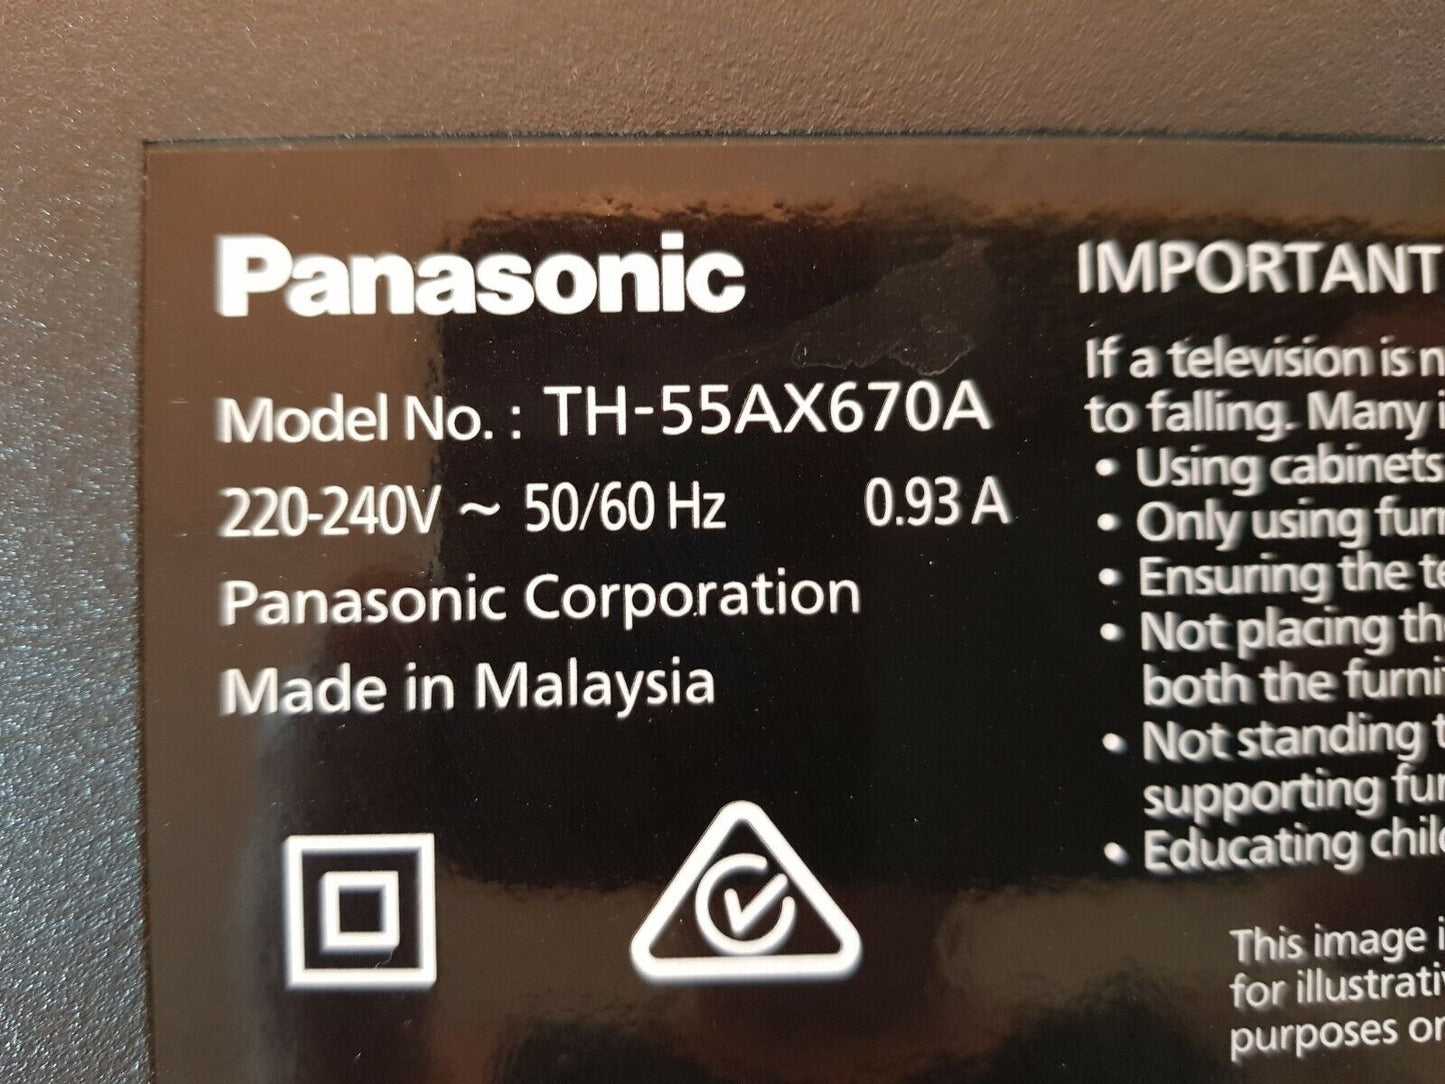 Panasonic
Model No. : TH-55AX670A
220-240V ~ 50/60 Hz 0.93 A
Panasonic Corporation
Made in Malaysia
IMPORTANT
If a television is
to falling. Many
• Using cabinets
• Only using
• Ensuring the
• Not placing
both the
• Not standing
supporting
• Educating
This image
for
purposes